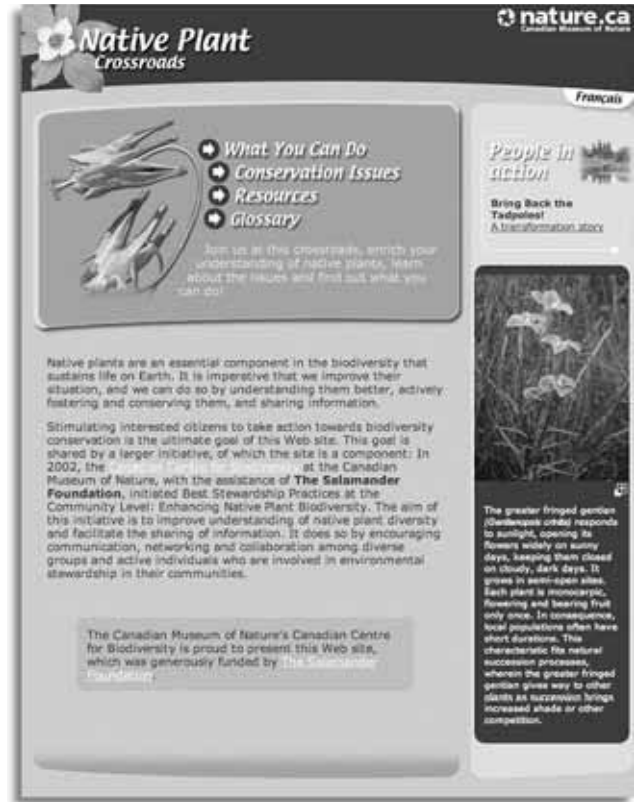 Native Plant
Crossroads
nature.ca
Canadian Museum of Nature
Français
What You Can Do
Conservation Issues
Resources
Glossary
Join us at this crossroads, enrich your
understanding of native plants, learn
about the issues and find out what you
can do!
People in
action
Bring Back the
Tadpoles!
A transformation story
Native plants are an essential component in the biodiversity that
sustains life on Earth. It is imperative that we improve their
situation, and we can do so by understanding them better, actively
fostering and conserving them, and sharing information.
Stimulating interested citizens to take action towards biodiversity
conservation is the ultimate goal of this Web site. This goal is
shared by a larger initiative, of which the site is a component: In
2002, the Canadian Centre for Biodiversity at the Canadian
Museum of Nature, with the assistance of The Salamander
Foundation, initiated Best Stewardship Practices at the
Community Level: Enhancing Native Plant Biodiversity. The aim of
this initiative is to improve understanding of native plant diversity
and facilitate the sharing of information. It does so by encouraging
communication, networking and collaboration among diverse
groups and active individuals who are involved in environmental
stewardship in their communities.
The Canadian Museum of Nature's Canadian Centre
for Biodiversity is proud to present this Web site,
which was generously funded by The Salamander
Foundation.
The greater fringed gentian
responds
to sunlight, opening its
flowers widely on sunny
days, keeping them closed
on cloudy, dark days. It
grows in semi-open sites.
Each plant is monocarpic,
flowering and bearing fruit
only once. In consequence,
local populations often have
short durations. This
characteristic fits natural
succession processes,
wherein the greater fringed
gentian gives way to other
plants as succession brings
increased shade or other
competition.